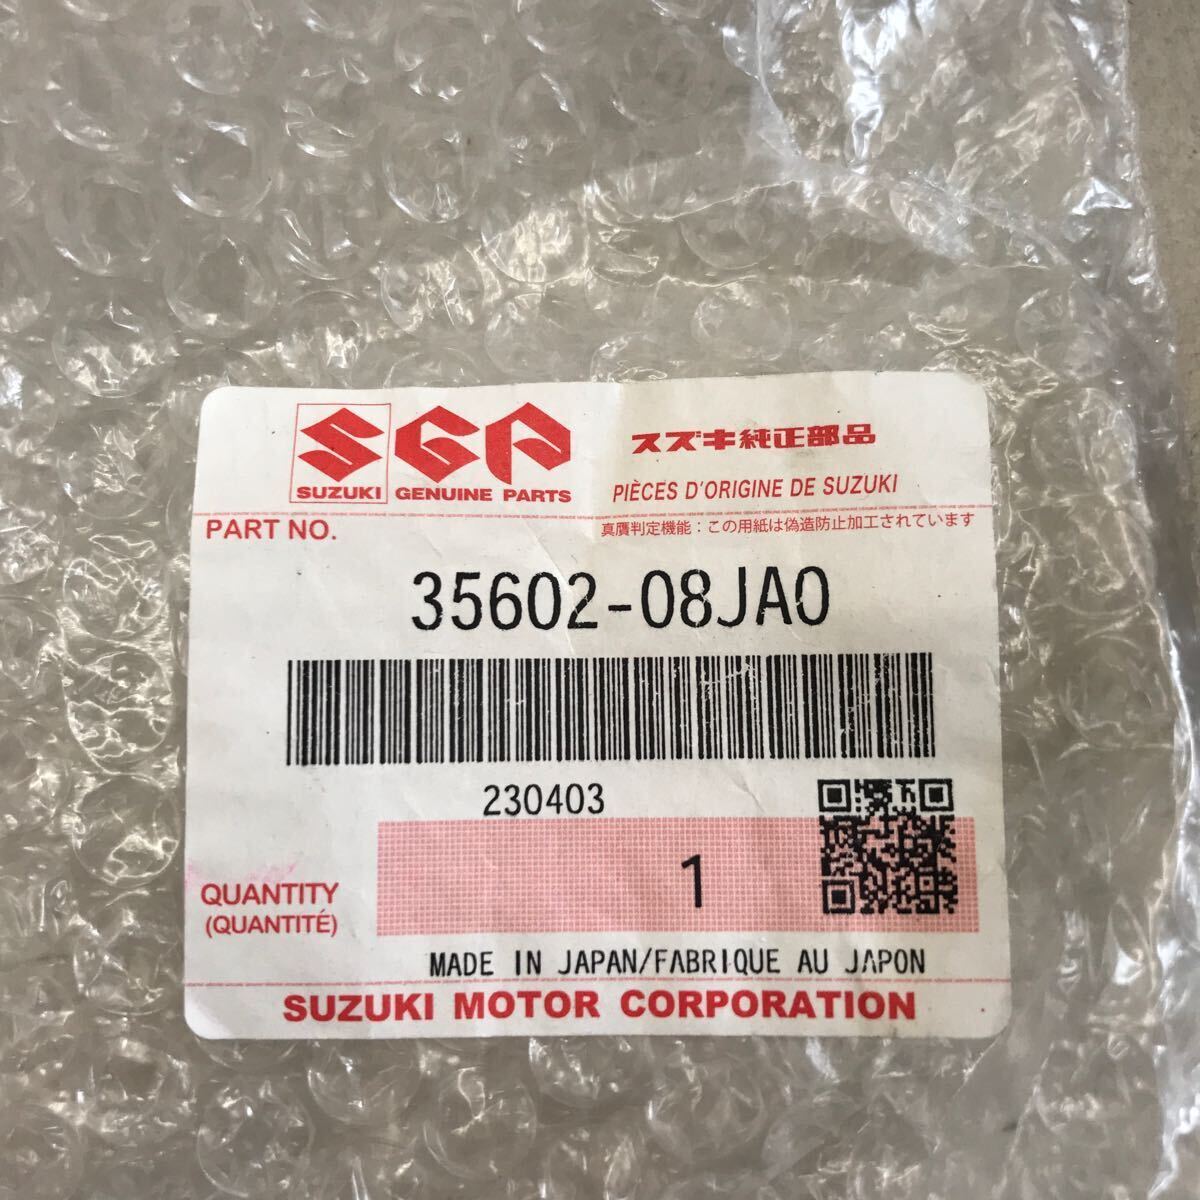 SGP
スズキ純正部品
SUZUKI GENUINE PARTS
PIÈCES D'ORIGINE DE SUZUKI
PART NO.
真贋判定機能：この用紙は偽造防止加工されています
35602-08JA0
230403
1
QUANTITY
(QUANTITÉ)
MADE IN JAPAN/FABRIQUE AU JAPON
SUZUKI MOTOR CORPORATION